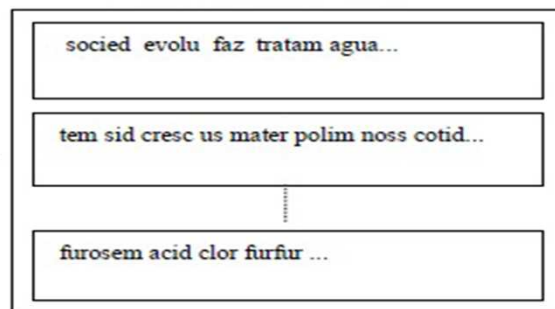 socied evolu faz tratam agua...
tem sid cresc us mater polim noss cotid...
furosem acid clor furfur ...